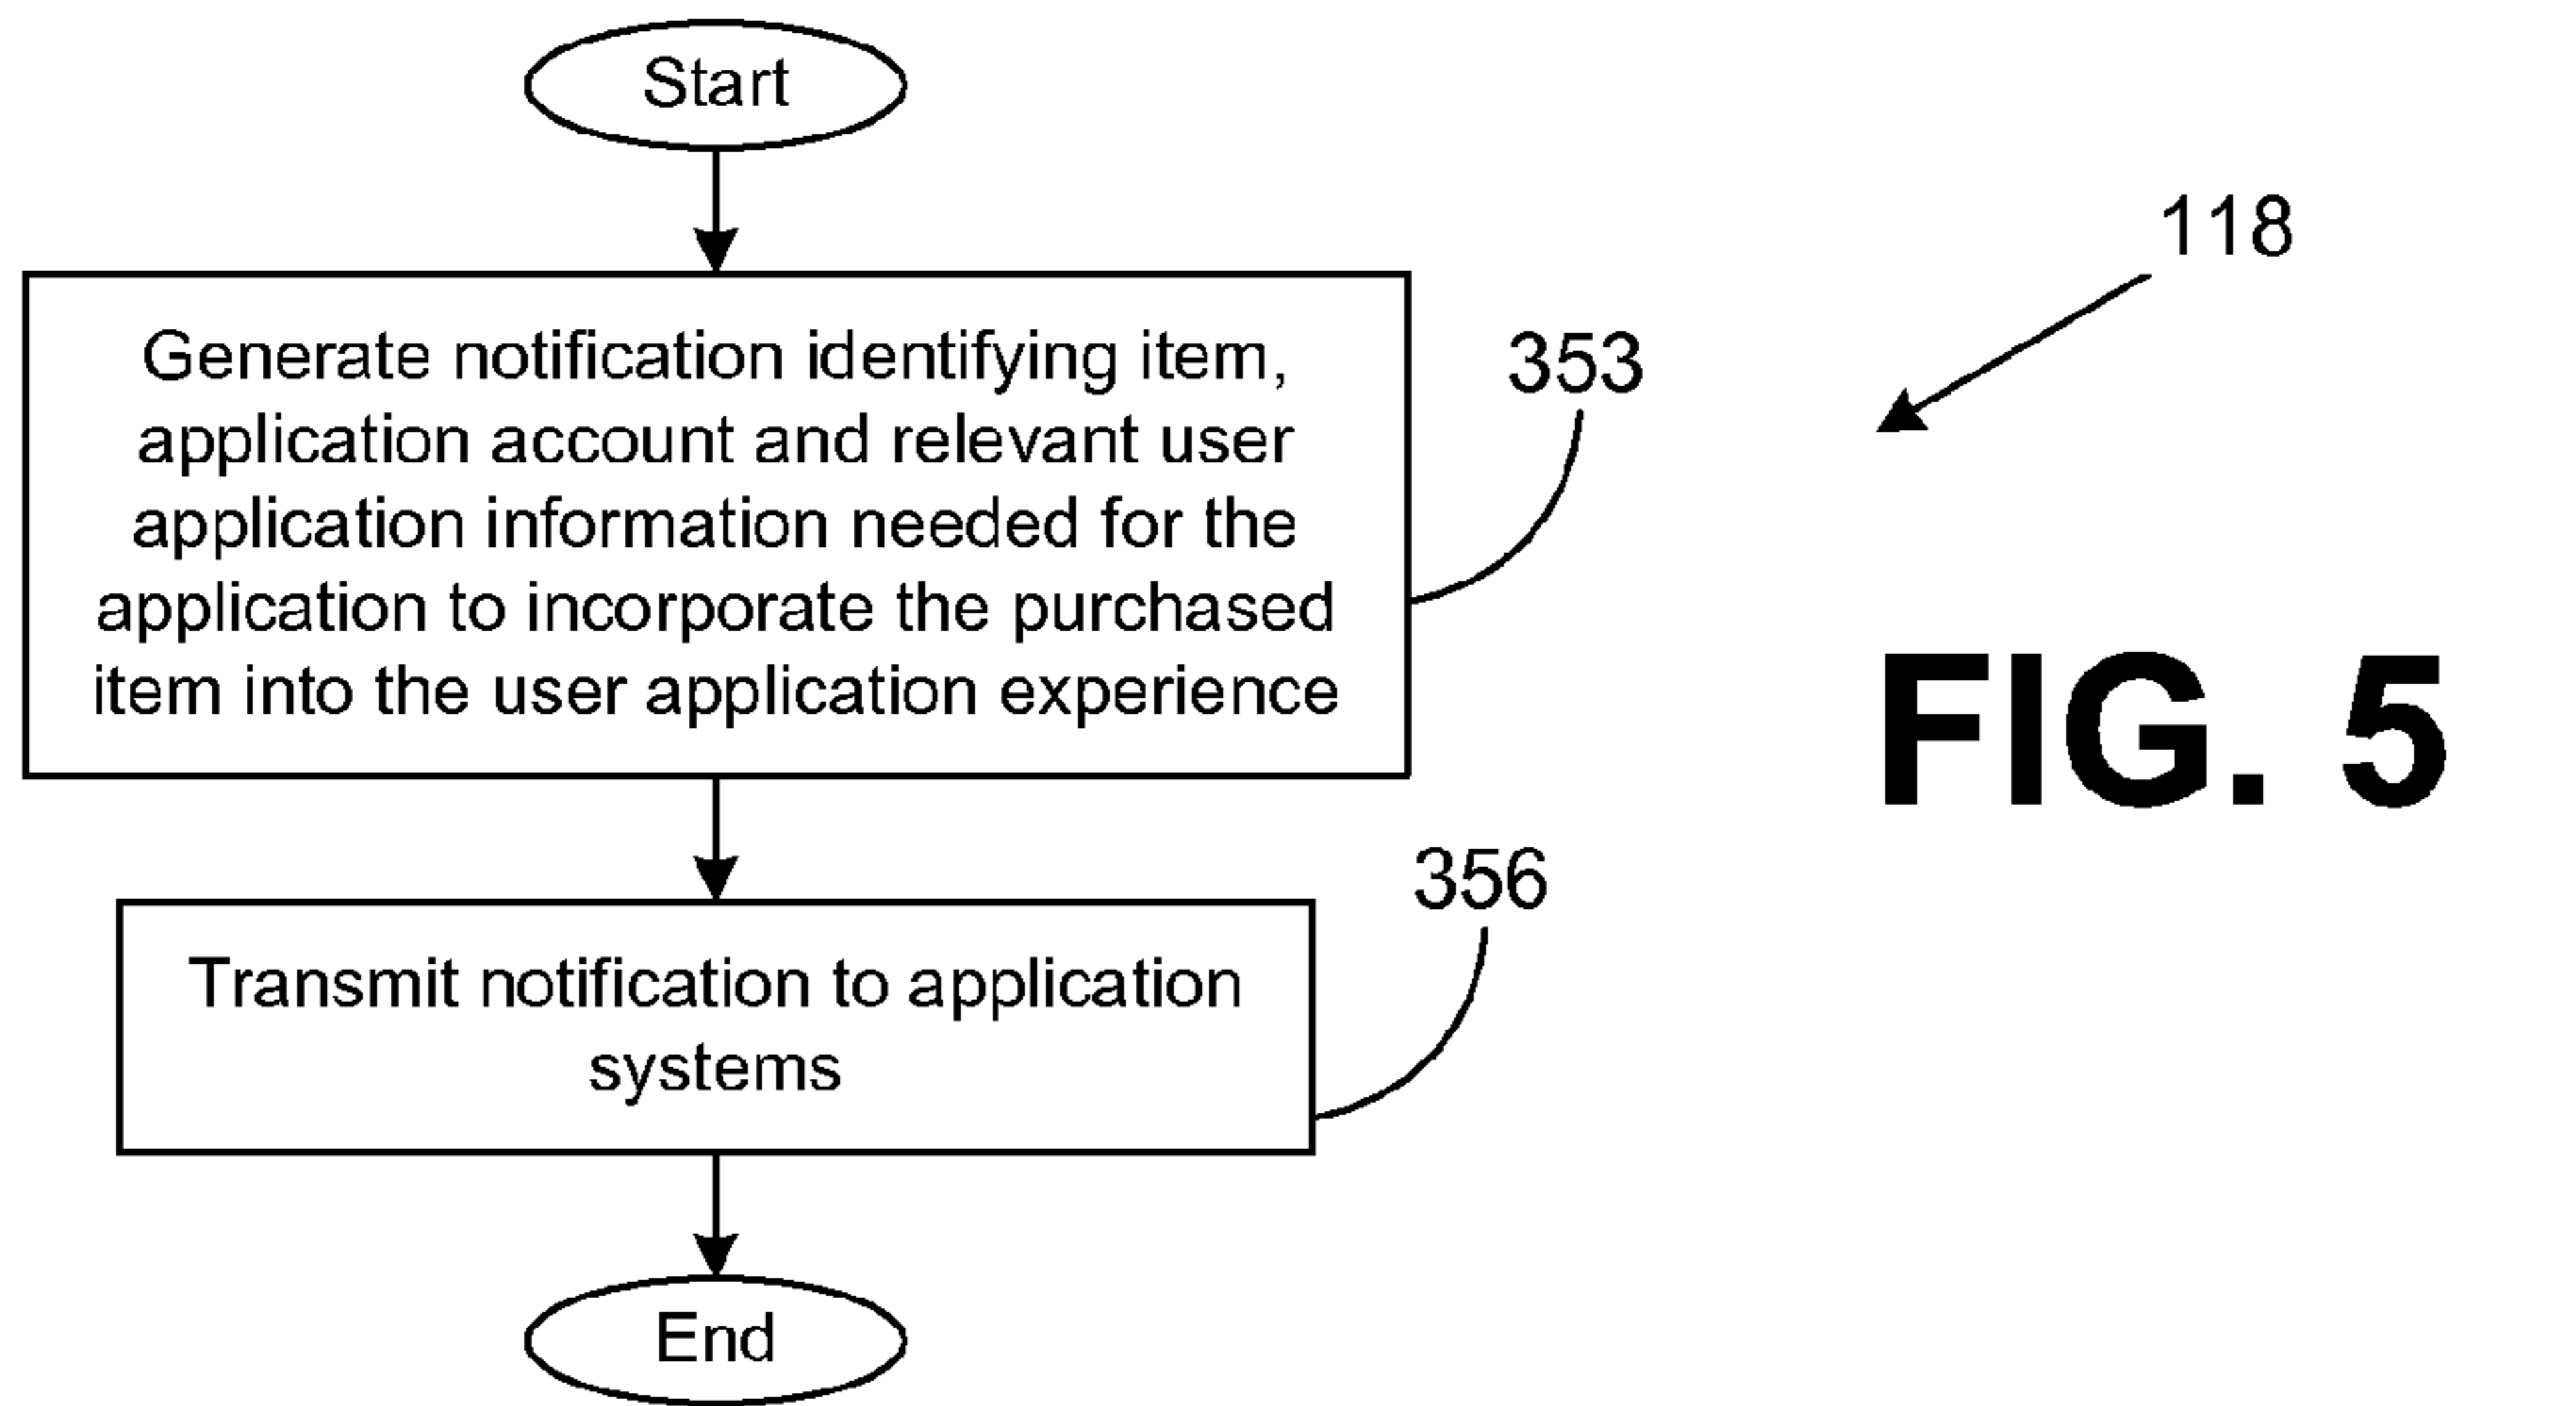 Start
118
Generate notification identifying item,
application account and relevant user
application information needed for the
application to incorporate the purchased
item into the user application experience
353
FIG. 5
356
Transmit notification to application
systems
End